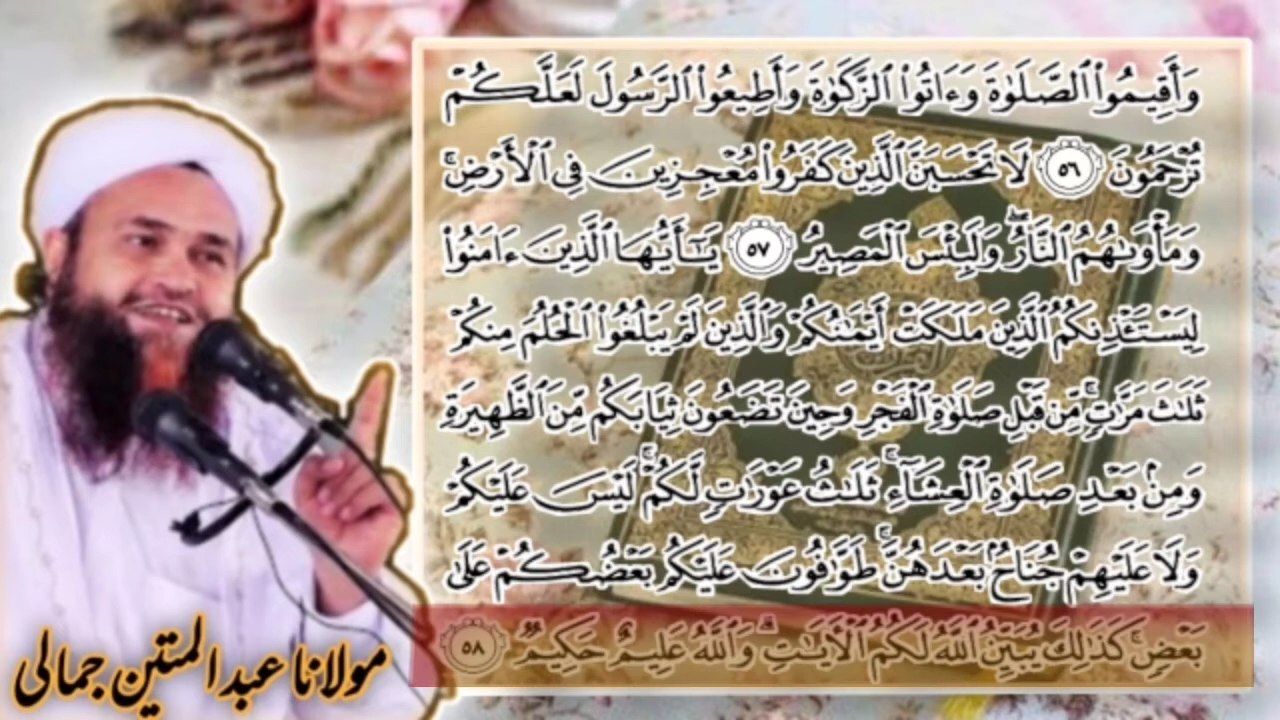 وَأَقِيمُواْ ٱلصَّلَوٰةَ وَءَاتُواْ ٱلزَّكَوٰةَ وَأَطِيعُواْ ٱلرَّسُولَ لَعَلَّكُمْ
تُرْحَمُونَ ٥٦ لَا تَحْسَبَنَّ ٱلَّذِينَ كَفَرُواْ مُعْجِزِينَ فِي ٱلْأَرْضِۚ
وَمَأْوَىٰهُمُ ٱلنَّارُۖ وَلَبِئْسَ ٱلْمَصِيرُ ٥٧ يَٰٓأَيُّهَا ٱلَّذِينَ ءَامَنُواْ
لِيَسْتَـْٔذِنكُمُ ٱلَّذِينَ مَلَكَتْ أَيْمَٰنُكُمْ وَٱلَّذِينَ لَمْ يَبْلُغُواْ ٱلْحُلُمَ مِنكُمْ
ثَلَٰثَ مَرَّٰتٍۚ مِّن قَبْلِ صَلَوٰةِ ٱلْفَجْرِ وَحِينَ تَضَعُونَ ثِيَابَكُم مِّنَ ٱلظَّهِيرَةِ
وَمِنۢ بَعْدِ صَلَوٰةِ ٱلْعِشَآءِۚ ثَلَٰثُ عَوْرَٰتٍ لَّكُمْۚ لَيْسَ عَلَيْكُمْ
وَلَا عَلَيْهِمْ جُنَاحٌۢ بَعْدَهُنَّۚ طَوَّٰفُونَ عَلَيْكُم بَعْضُكُمْ عَلَىٰ
بَعْضٍۚ كَذَٰلِكَ يُبَيِّنُ ٱللَّهُ لَكُمُ ٱلْأٓيَٰتِۗ وَٱللَّهُ عَلِيمٌ حَكِيمٌ ٥٨
مولانا عبدالمتین جمالی